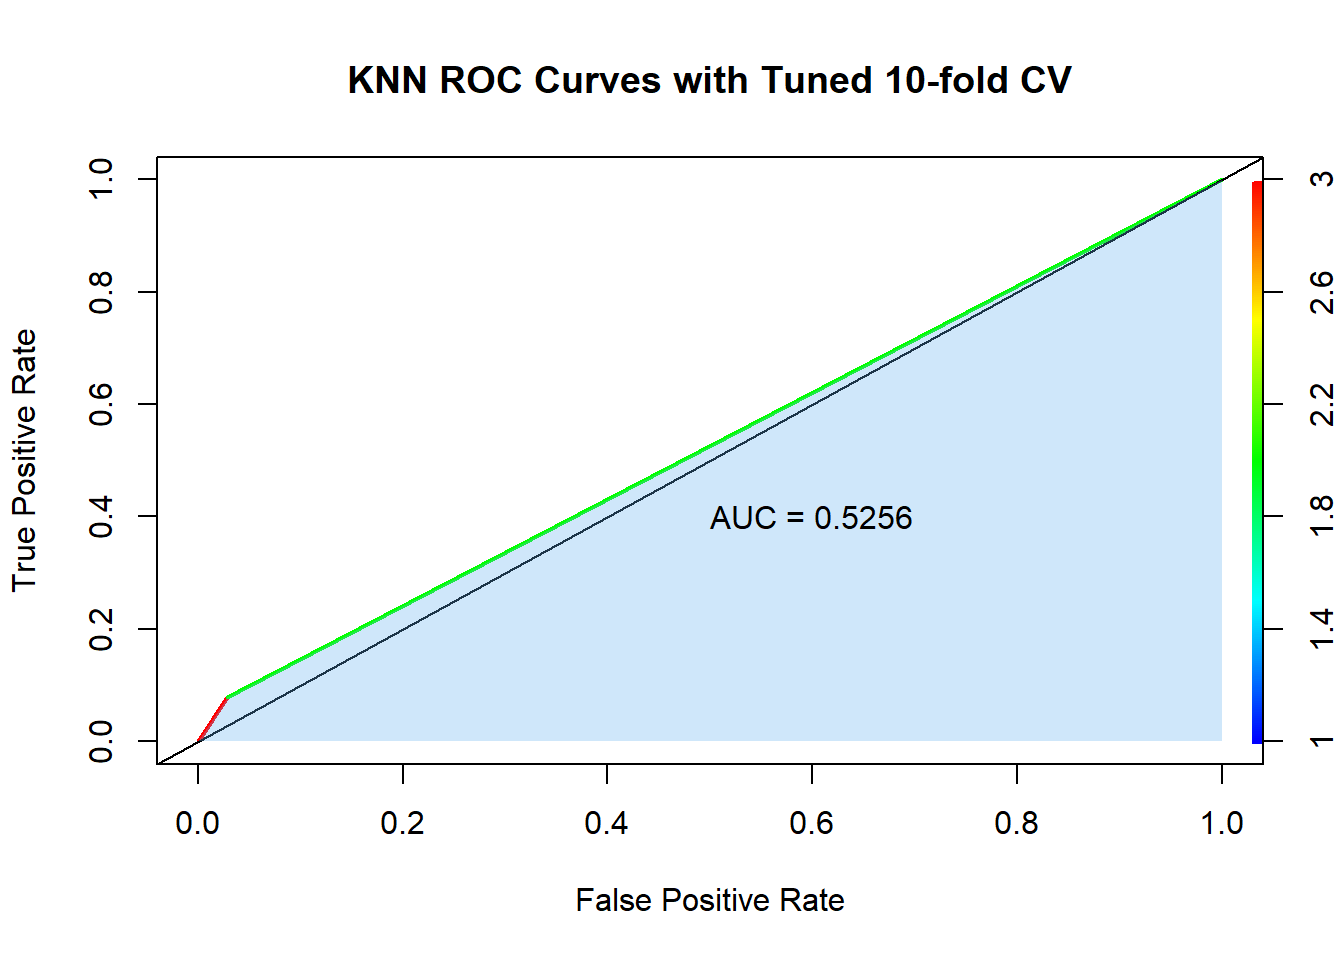 KNN ROC Curves with Tuned 10-fold CV
True Positive Rate
1.0
0.8
0.6
0.4
0.2
0.0
AUC = 0.5256
3
2.6
2.2
1.8
1.4
1
0.0 0.2 0.4 0.6 0.8 1.0
False Positive Rate